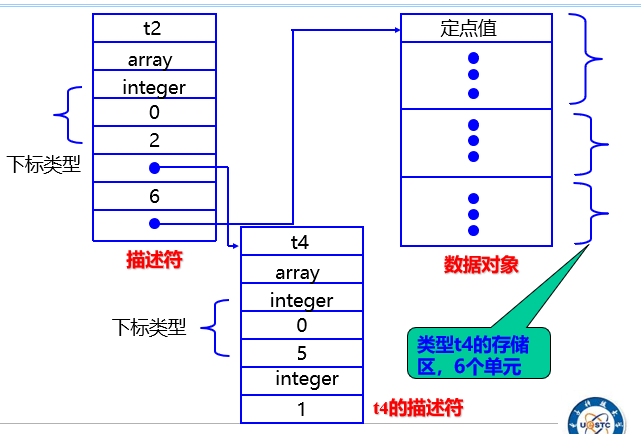 t2
array
integer
0
2
下标类型
6
描述符
定点值
数据对象
t4
array
integer
0
下标类型
5
integer
1
t4的描述符
类型t4的存储
区，6个单元